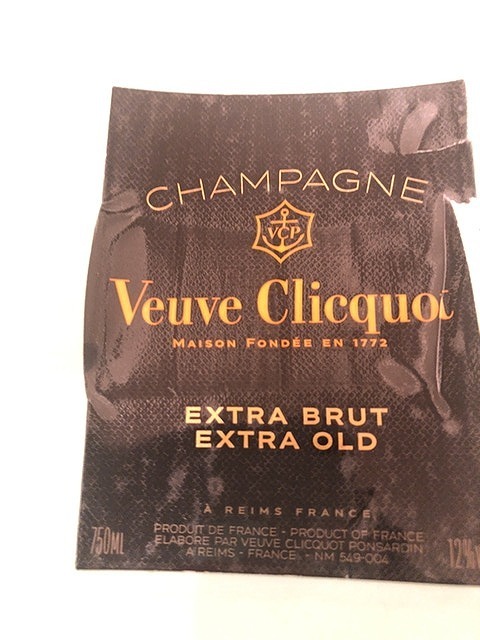 CHAMPAGNE
VCP
Veuve Clicquot
MAISON FONDÉE EN 1772
EXTRA BRUT
EXTRA OLD
À REIMS FRANCE
PRODUIT DE FRANCE - PRODUCT OF FRANCE
ELABORÉ PAR VEUVE CLICQUOT PONSARDIN
À REIMS - FRANCE - NM 549-004
750ML
12%V